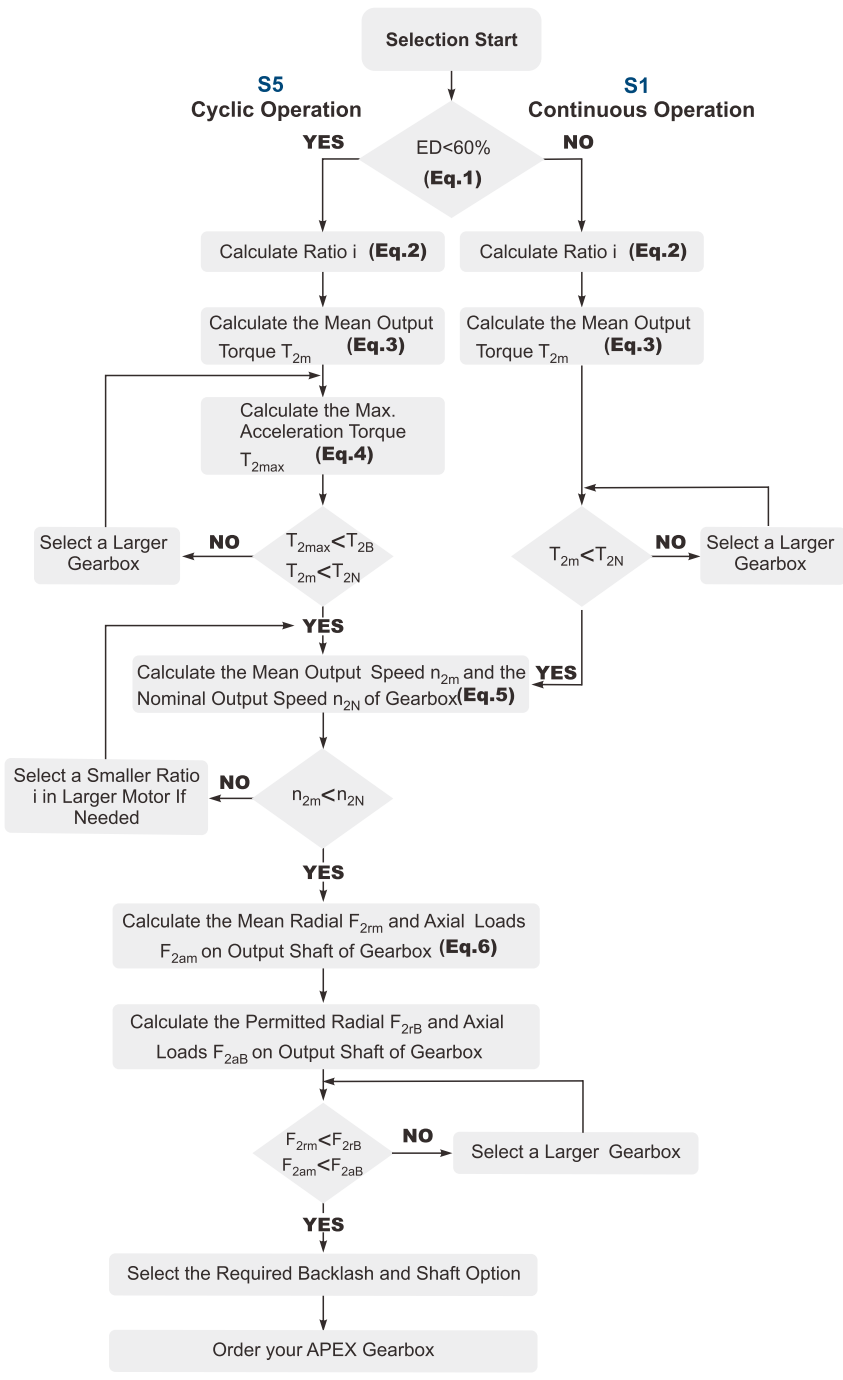 Selection Start
S5
Cyclic Operation
S1
Continuous Operation
YES
ED<60%
(Eq.1)
NO
Calculate Ratio i (Eq.2)
Calculate Ratio i (Eq.2)
Calculate the Mean Output
Torque T2m (Eq.3)
Calculate the Mean Output
Torque T2m (Eq.3)
Calculate the Max.
Acceleration Torque
T2max (Eq.4)
Select a Larger
Gearbox
NO
T2max<T2B
T2m<T2N
T2m<T2N
NO
Select a Larger
Gearbox
YES
Calculate the Mean Output Speed n2m and the
Nominal Output Speed n2N of Gearbox(Eq.5)
YES
Select a Smaller Ratio
i in Larger Motor If
Needed
NO
n2m<n2N
YES
Calculate the Mean Radial F2rm and Axial Loads
F2am on Output Shaft of Gearbox (Eq.6)
Calculate the Permitted Radial F2rB and Axial
Loads F2aB on Output Shaft of Gearbox
F2rm<F2rB
F2am<F2aB
NO
Select a Larger Gearbox
YES
Select the Required Backlash and Shaft Option
Order your APEX Gearbox